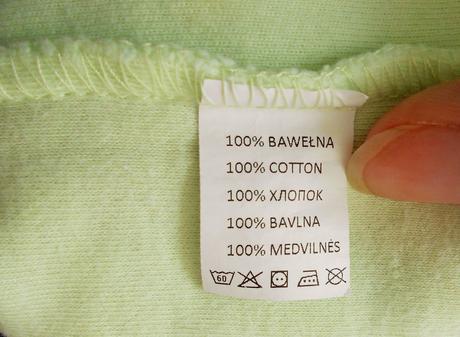 100% BAWEŁNA
100% COTTON
100% ХЛОПОК
100% BAVLNA
100% MEDVILNĖS
60